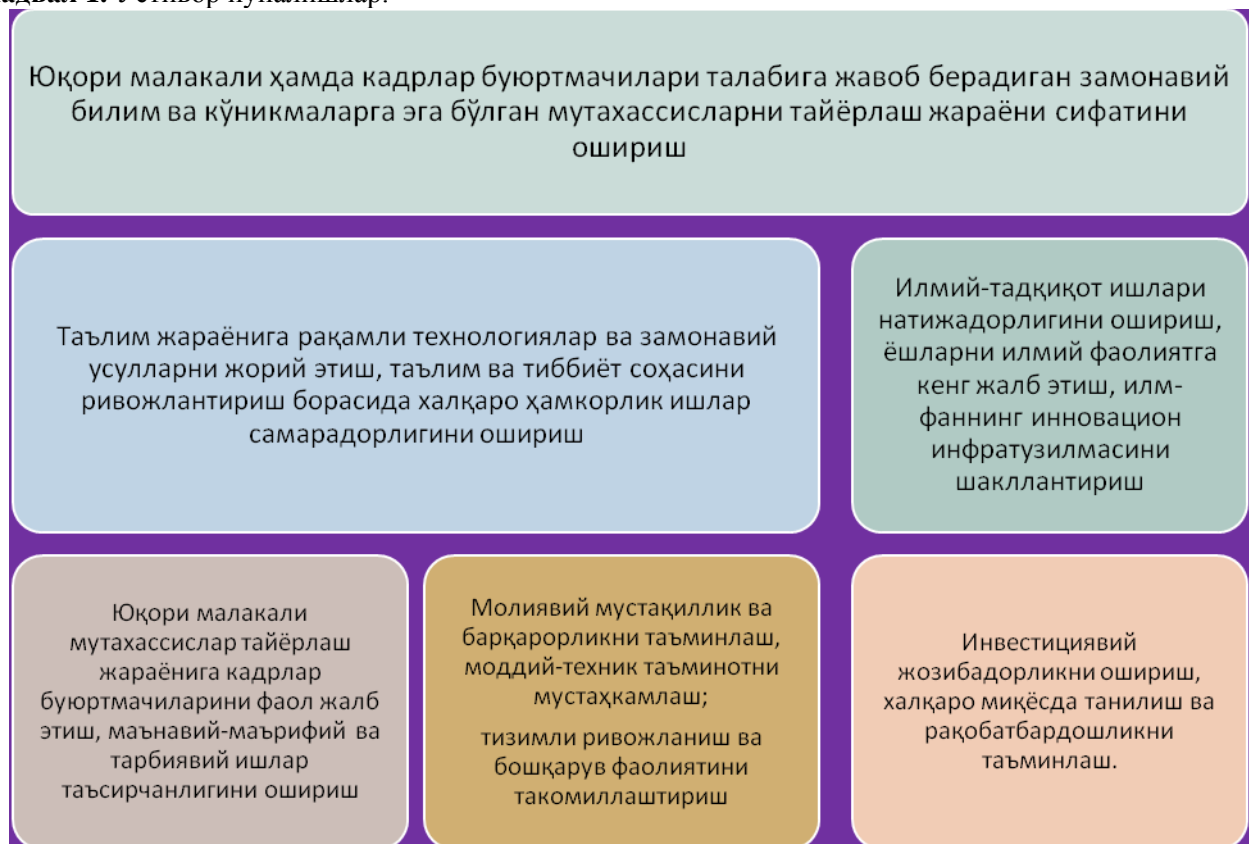 1. Устивор йўналишлар.
Юқори малакали ҳамда кадрлар буюртмачилари талабига жавоб берадиган замонавий
билим ва кўникмаларга эга бўлган мутахассисларни тайёрлаш жараёни сифатини
ошириш
Таълим жараёнига рақамли технологиялар ва замонавий
усулларни жорий этиш, таълим ва тиббиёт соҳасини
ривожлантириш борасида халқаро ҳамкорлик ишлар
самарадорлигини ошириш
Илмий-тадқиқот ишлари
натижадорлигини ошириш,
ёшларни илмий фаолиятга
кенг жалб этиш, илм-
фаннинг инновацион
инфратузилмасини
шакллантириш
Юқори малакали
мутахассислар тайёрлаш
жараёнига кадрлар
буюртмачиларини фаол жалб
этиш, маънавий-маърифий ва
тарбиявий ишлар
таъсирчанлигини ошириш
Молиявий мустақиллик ва
барқарорликни таъминлаш,
моддий-техник таъминотни
мустаҳкамлаш;
тизимли ривожланиш ва
бошқарув фаолиятини
такомиллаштириш
Инвестициявий
жозибадорликни ошириш,
халқаро миқёсда танилиш ва
рақобатбардошликни
таъминлаш.